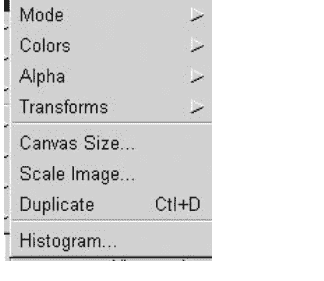 Mode
Colors
Alpha
Transforms
Canvas Size...
Scale Image...
Duplicate Ctl+D
Histogram...